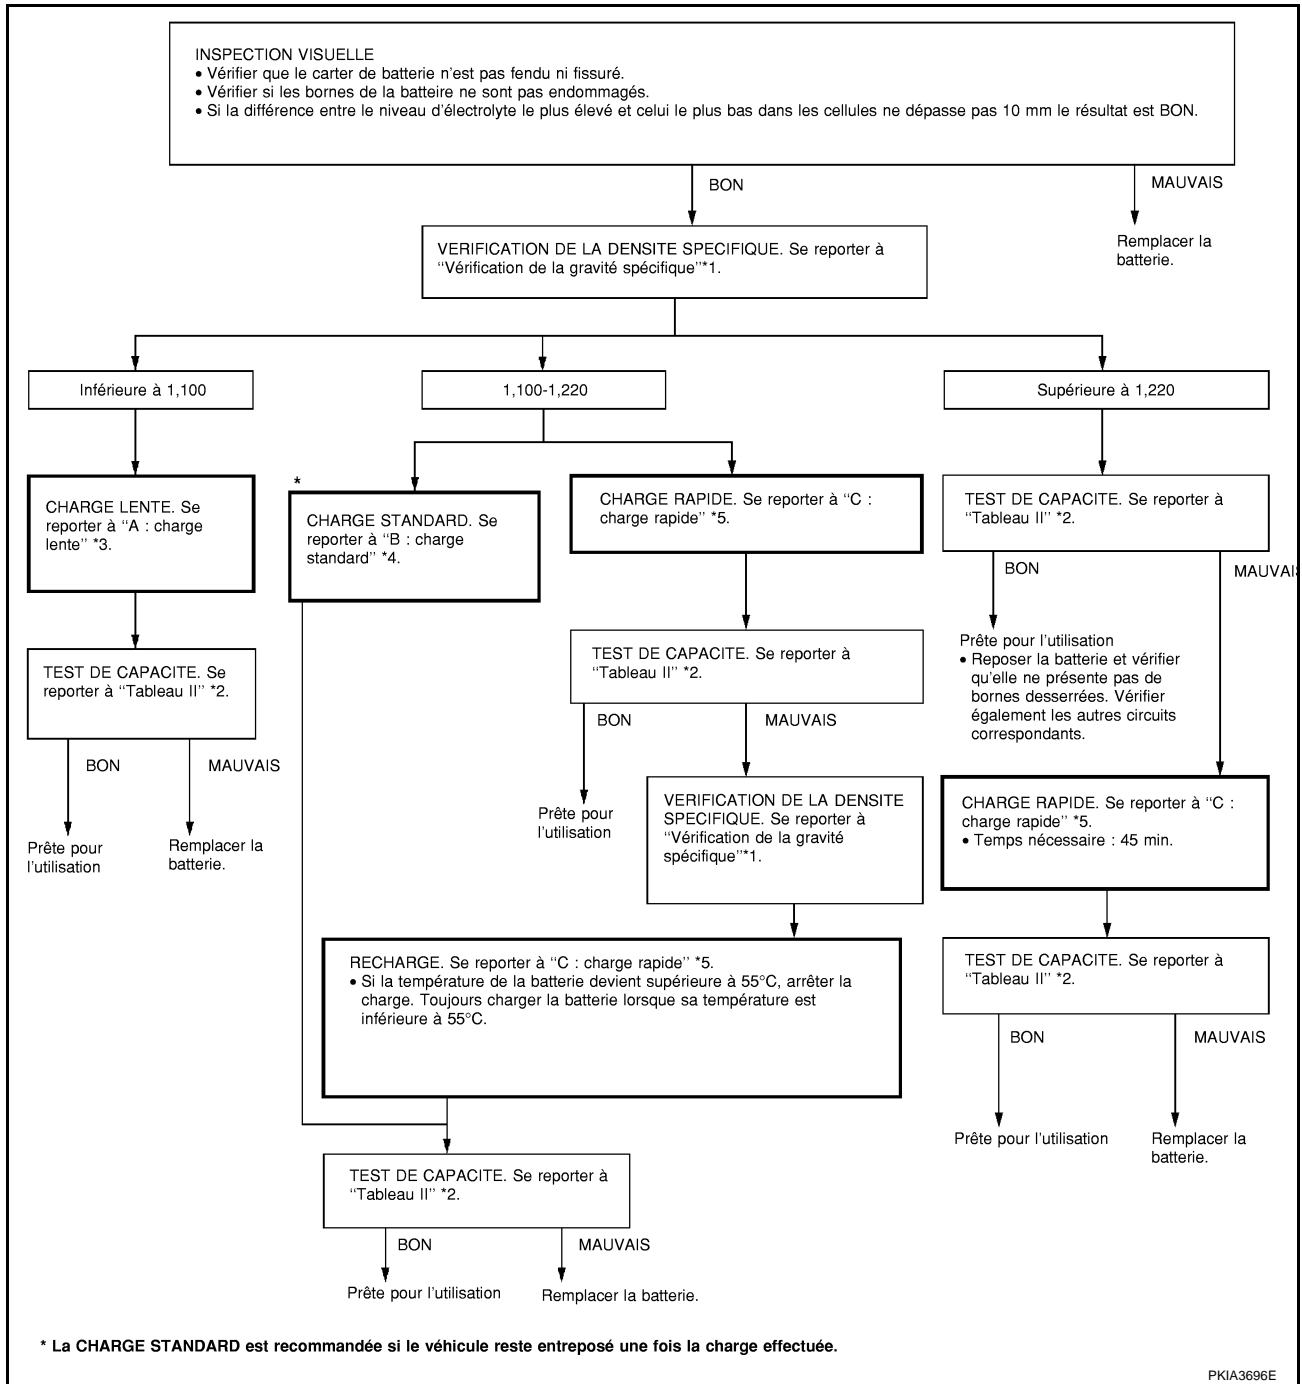 INSPECTION VISUELLE
• Vérifier que le carter de batterie n'est pas fendu ni fissuré.
• Vérifier si les bornes de la batteire ne sont pas endommagés.
• Si la différence entre le niveau d'électrolyte le plus élevé et celui le plus bas dans les cellules ne dépasse pas 10 mm le résultat est BON.
BON
MAUVAIS
Remplacer la
batterie.
VERIFICATION DE LA DENSITE SPECIFIQUE. Se reporter à
"Vérification de la gravité spécifique"*1.
Inférieure à 1,100
1,100-1,220
Supérieure à 1,220
CHARGE LENTE. Se
reporter à "A : charge
lente" *3.
*
CHARGE STANDARD. Se
reporter à "B : charge
standard" *4.
CHARGE RAPIDE. Se reporter à "C :
charge rapide" *5.
TEST DE CAPACITE. Se reporter à
"Tableau II" *2.
BON
MAUVAIS
Prête pour l'utilisation
• Reposer la batterie et vérifier
qu'elle ne présente pas de
bornes desserrées. Vérifier
également les autres circuits
correspondants.
TEST DE CAPACITE. Se
reporter à "Tableau II" *2.
BON
MAUVAIS
Prête pour
l'utilisation
Remplacer la
batterie.
TEST DE CAPACITE. Se reporter à
"Tableau II" *2.
BON
MAUVAIS
Prête pour
l'utilisation
VERIFICATION DE LA DENSITE
SPECIFIQUE. Se reporter à
"Vérification de la gravité
spécifique"*1.
CHARGE RAPIDE. Se reporter à "C :
charge rapide" *5.
• Temps nécessaire : 45 min.
RECHARGE. Se reporter à "C : charge rapide" *5.
• Si la température de la batterie devient supérieure à 55°C, arrêter la
charge. Toujours charger la batterie lorsque sa température est
inférieure à 55°C.
TEST DE CAPACITE. Se reporter à
"Tableau II" *2.
BON
MAUVAIS
Prête pour l'utilisation
Remplacer la
batterie.
TEST DE CAPACITE. Se reporter à
"Tableau II" *2.
BON
MAUVAIS
Prête pour l'utilisation
Remplacer la batterie.
* La CHARGE STANDARD est recommandée si le véhicule reste entreposé une fois la charge effectuée.
PKIA3696E